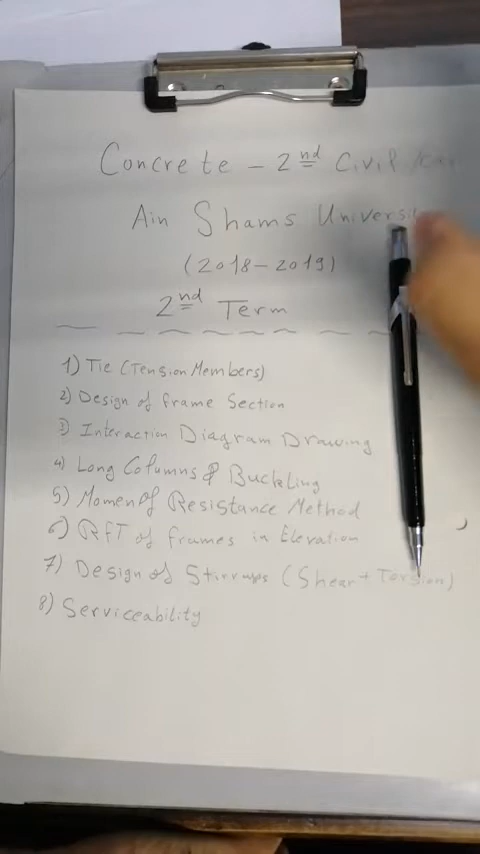 Concrete - 2nd Civil
Ain Shams Universi
(2018-2019)
2nd Term
1) Tie (Tension Members)
2) Design of Frame Section
3) Interaction Diagram Drawing
4) Long Columns & Buckling
5) Momen of Resistance Method
6) RFT of Frames in Elevation
7) Design of Stirrups (Shear + Torsion)
8) Serviceability